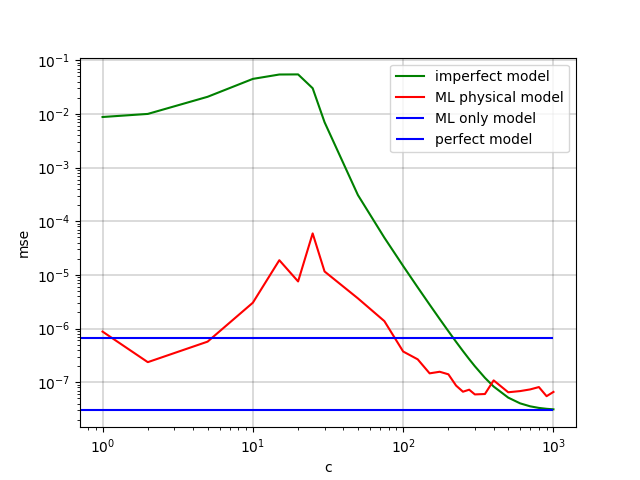 10⁻¹
10⁻²
10⁻³
10⁻⁴
10⁻⁵
10⁻⁶
10⁻⁷
mse
imperfect model
ML physical model
ML only model
perfect model
10⁰ 10¹ 10² 10³
c